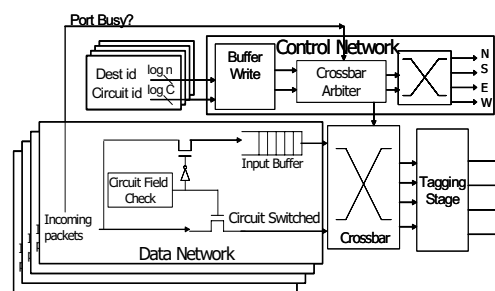 Port Busy?
Control Network
Dest id log n
Circuit id log C
Buffer
Write
Crossbar
Arbiter
N
S
E
W
Input Buffer
Circuit Field
Check
Incoming
packets
Circuit Switched
Data Network
Crossbar
Tagging
Stage